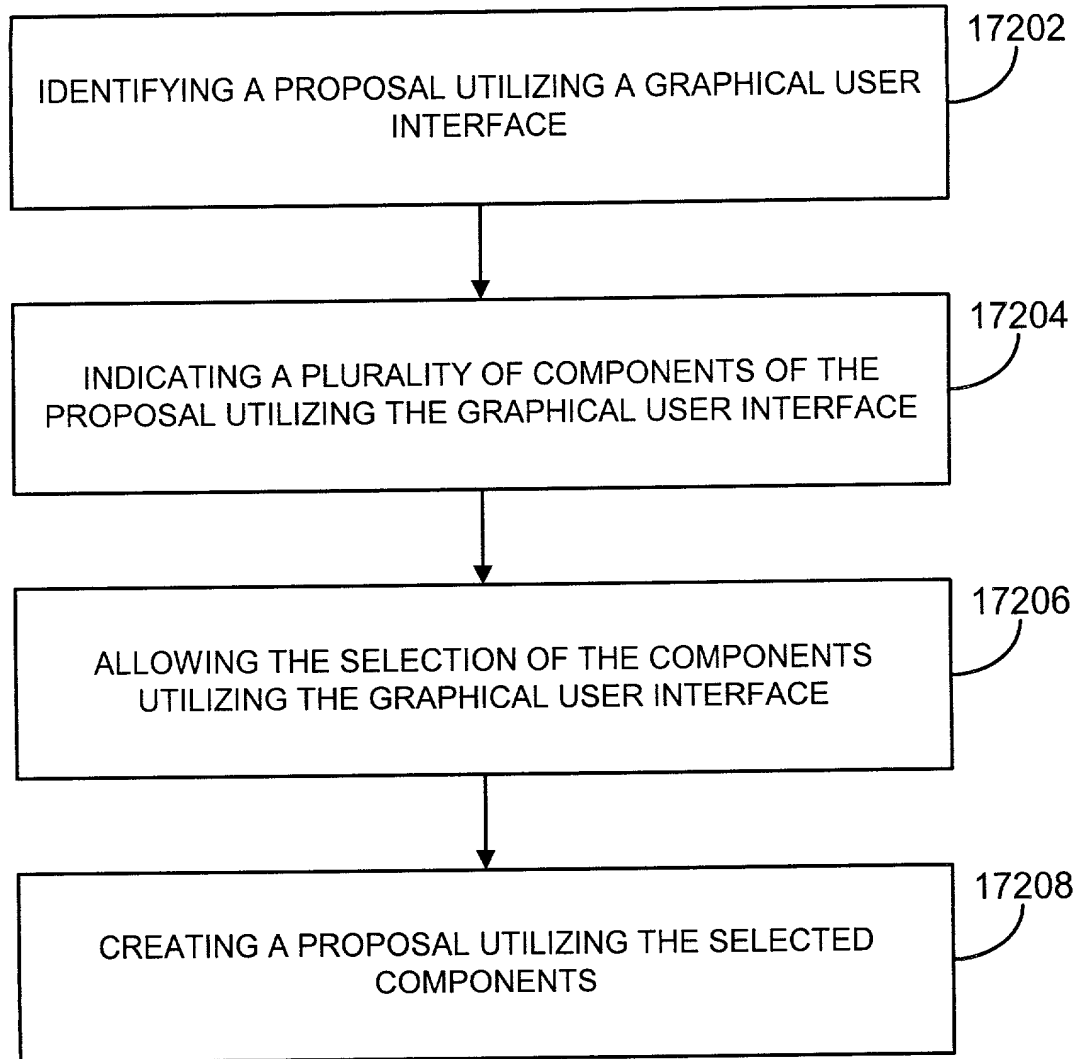 17202
IDENTIFYING A PROPOSAL UTILIZING A GRAPHICAL USER
INTERFACE
17204
INDICATING A PLURALITY OF COMPONENTS OF THE
PROPOSAL UTILIZING THE GRAPHICAL USER INTERFACE
17206
ALLOWING THE SELECTION OF THE COMPONENTS
UTILIZING THE GRAPHICAL USER INTERFACE
17208
CREATING A PROPOSAL UTILIZING THE SELECTED
COMPONENTS